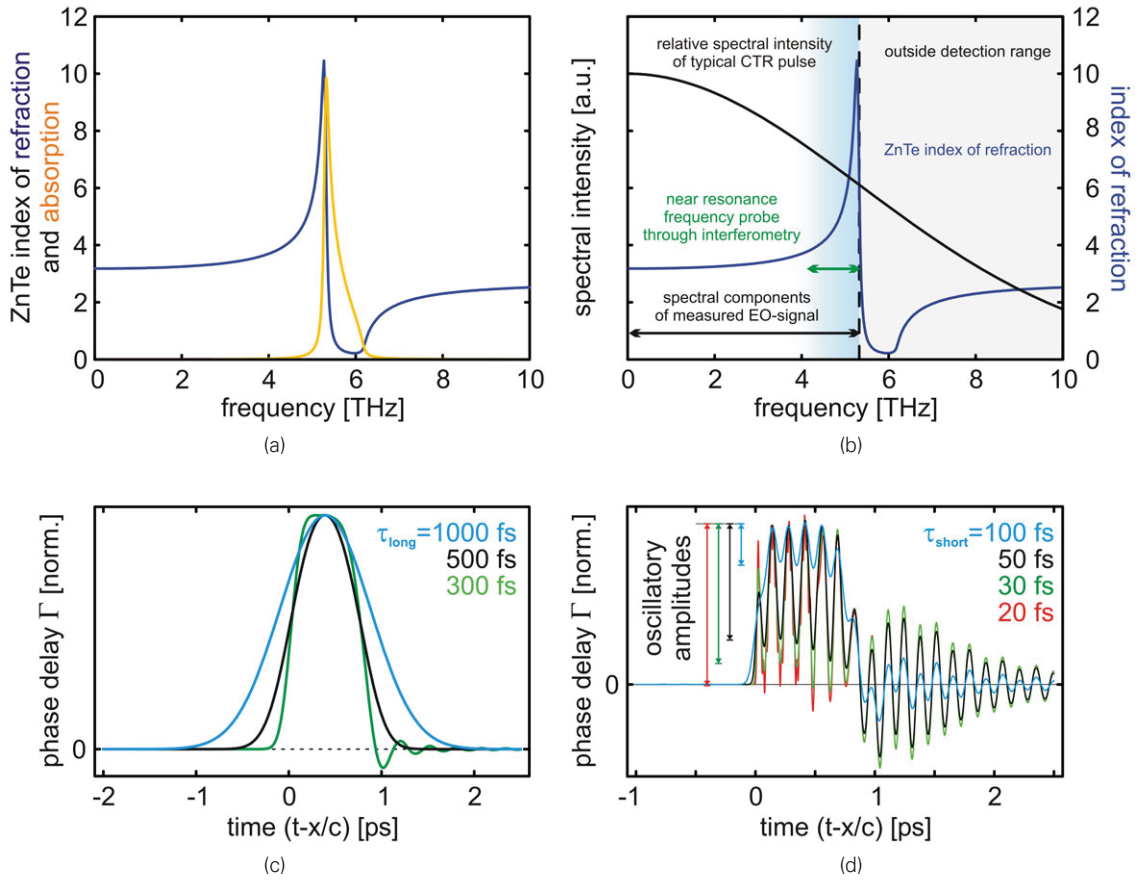 12
10
8
6
4
2
0
ZnTe index of refraction
and absorption
0 2 4 6 8 10
frequency [THz]
(a)
relative spectral intensity
of typical CTR pulse
outside detection range
ZnTe index of refraction
near resonance
frequency probe
through interferometry
spectral components
of measured EO-signal
spectral intensity [a.u.]
12
10
8
6
4
2
0
index of refraction
0 2 4 6 8 10
frequency [THz]
(b)
τlong=1000 fs
500 fs
300 fs
phase delay Γ [norm.]
0
-2 -1 0 1 2
time (t-x/c) [ps]
(c)
τshort=100 fs
50 fs
30 fs
20 fs
oscillatory
amplitudes
phase delay Γ [norm.]
0
-1 0 1 2
time (t-x/c) [ps]
(d)